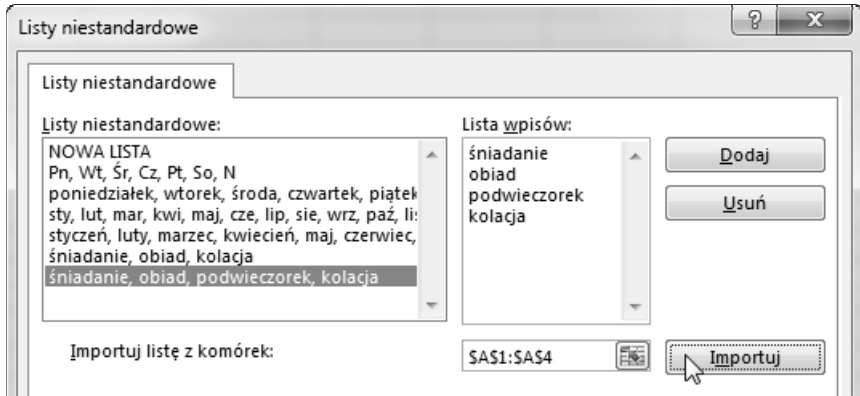 Listy niestandardowe
?
x
Listy niestandardowe
Listy niestandardowe:
NOWA LISTA
Pn, Wt, Śr, Cz, Pt, So, N
poniedziałek, wtorek, środa, czwartek, piątek
sty, lut, mar, kwi, maj, cze, lip, sie, wrz, paź, li
styczeń, luty, marzec, kwiecień, maj, czerwiec,
śniadanie, obiad, kolacja
śniadanie, obiad, podwieczorek, kolacja
Lista wpisów:
śniadanie
obiad
podwieczorek
kolacja
Dodaj
Usuń
Importuj listę z komórek:
$A$1:$A$4
Importuj